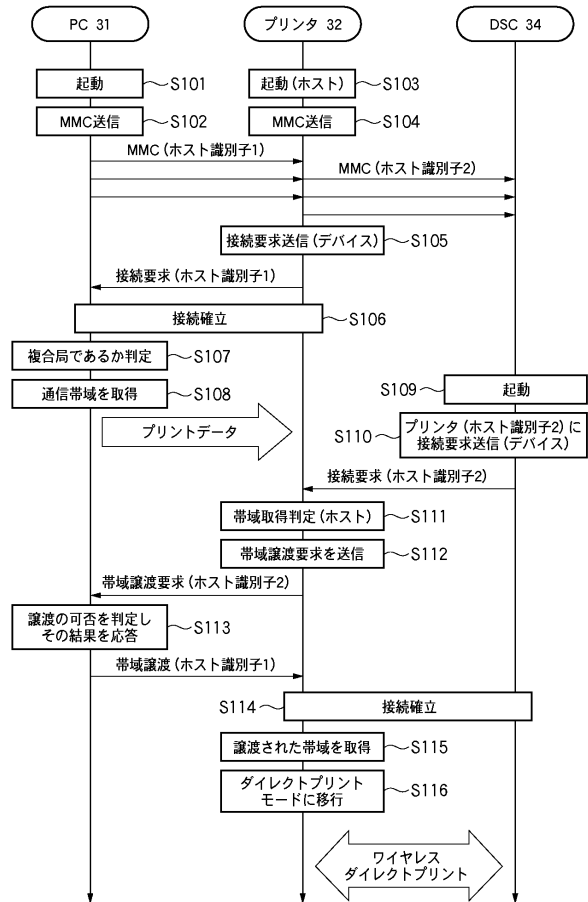 PC 31
プリンタ 32
DSC 34
起動
S101
起動(ホスト)
S103
MMC送信
S102
MMC送信
S104
MMC(ホスト識別子1)
MMC(ホスト識別子2)
接続要求送信(デバイス)
S105
接続要求(ホスト識別子1)
接続確立
S106
複合局であるか判定
S107
通信帯域を取得
S108
S109
起動
プリントデータ
S110
プリンタ(ホスト識別子2)に
接続要求送信(デバイス)
接続要求(ホスト識別子2)
帯域取得判定(ホスト)
S111
帯域譲渡要求を送信
S112
帯域譲渡要求(ホスト識別子2)
譲渡の可否を判定し
その結果を応答
S113
帯域譲渡(ホスト識別子1)
S114
接続確立
譲渡された帯域を取得
S115
ダイレクトプリント
モードに移行
S116
ワイヤレス
ダイレクトプリント